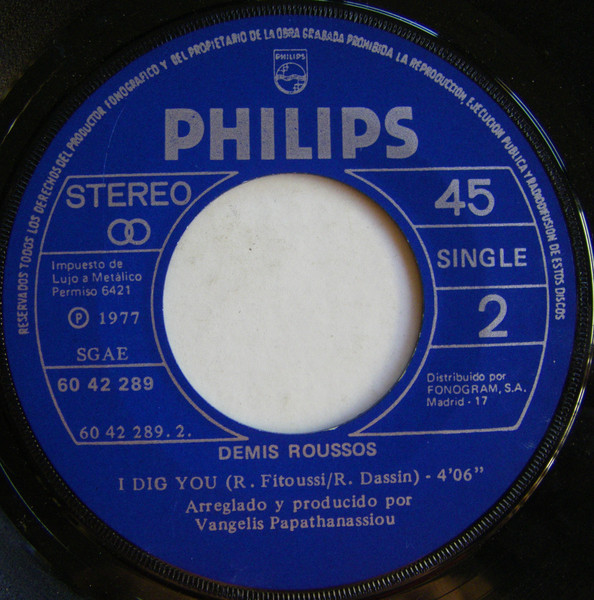 RESERVADOS TODOS LOS DERECHOS DEL PRODUCTOR FONOGRAFICO Y DEL PROPIETARIO DE LA OBRA GRABADA PROHIBIDA LA REPRODUCCION, EJECUCION PUBLICA Y RADIODIFUSION DE ESTOS DISCOS
PHILIPS
PHILIPS
STEREO
45
SINGLE
Impuesto de
Lujo a Metálico
Permiso 6421
Ⓟ 1977
2
SGAE
60 42 289
Distribuido por
FONOGRAM, S.A.
Madrid - 17
60 42 289.2.
DEMIS ROUSSOS
I DIG YOU (R. Fitoussi/R. Dassin) - 4'06"
Arreglado y producido por
Vangelis Papathanassiou